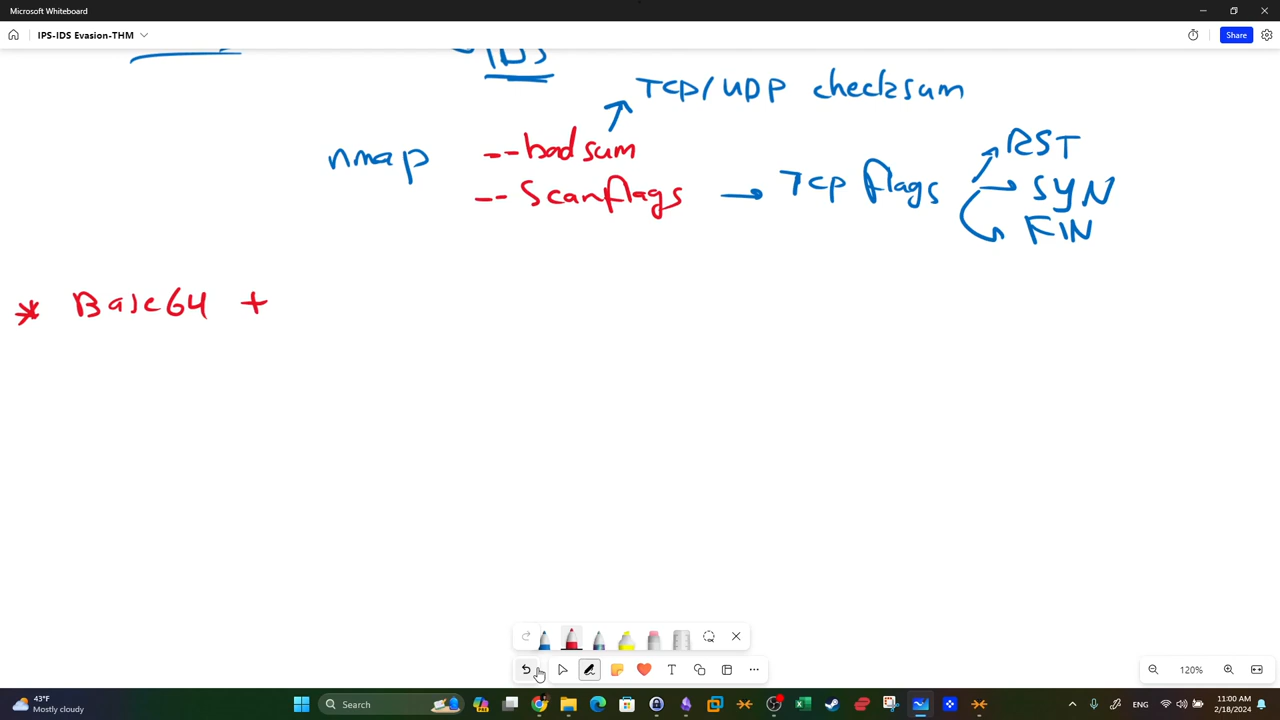 Microsoft Whiteboard
IPS-IDS Evasion-THM
Share
IDS
TCP/UDP checksum
nmap --badsum
--Scanflags → TCP flags
RST
SYN
FIN
* Base64 +
120%
43°F
Mostly cloudy
Search
ENG
11:00 AM
2/18/2024